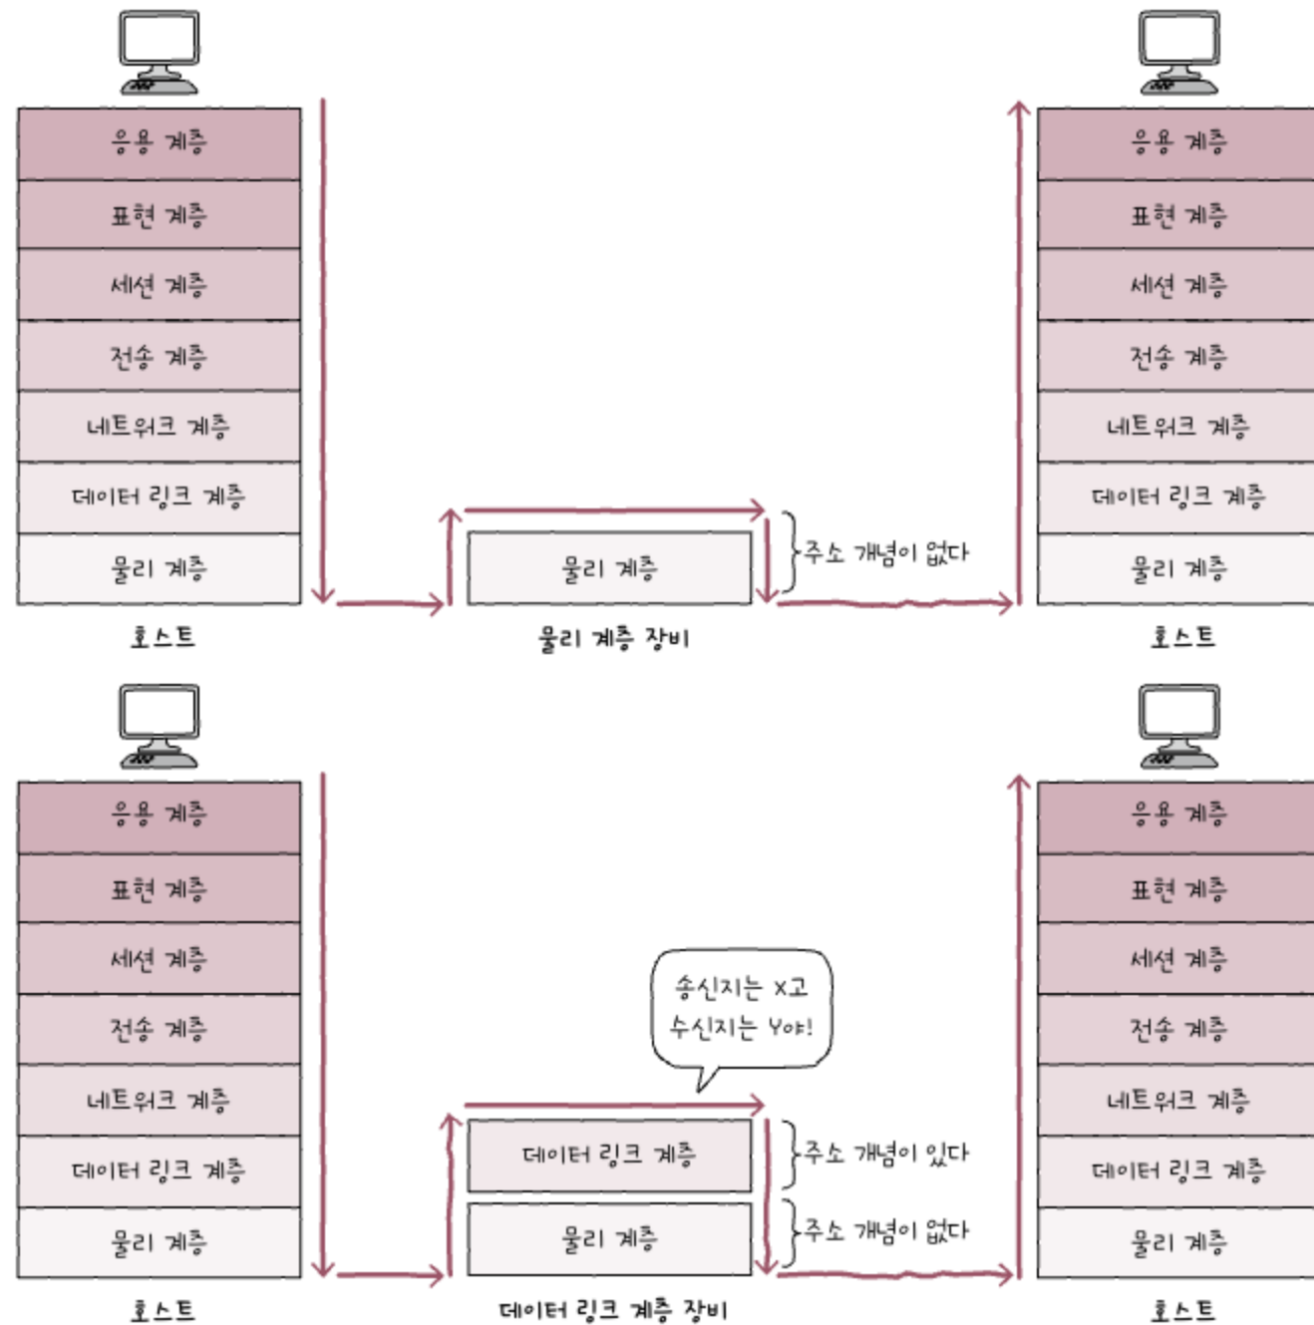 응용 계층
표현 계층
세션 계층
전송 계층
네트워크 계층
데이터 링크 계층
물리 계층
호스트
물리 계층
주소 개념이 없다
물리 계층 장비
응용 계층
표현 계층
세션 계층
전송 계층
네트워크 계층
데이터 링크 계층
물리 계층
호스트
응용 계층
표현 계층
세션 계층
전송 계층
네트워크 계층
데이터 링크 계층
물리 계층
호스트
송신지는 X고
수신지는 Y야!
데이터 링크 계층
주소 개념이 있다
물리 계층
주소 개념이 없다
데이터 링크 계층 장비
응용 계층
표현 계층
세션 계층
전송 계층
네트워크 계층
데이터 링크 계층
물리 계층
호스트